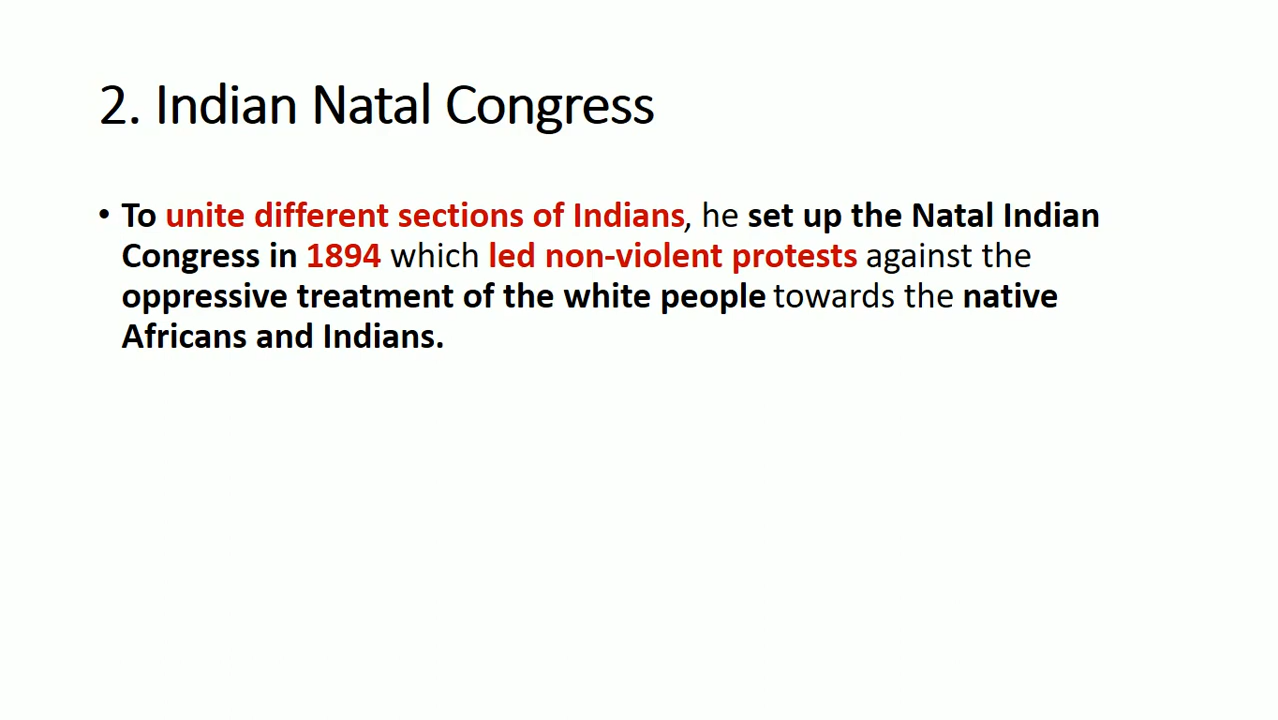 2. Indian Natal Congress
• To unite different sections of Indians, he set up the Natal Indian
Congress in 1894 which led non-violent protests against the
oppressive treatment of the white people towards the native
Africans and Indians.